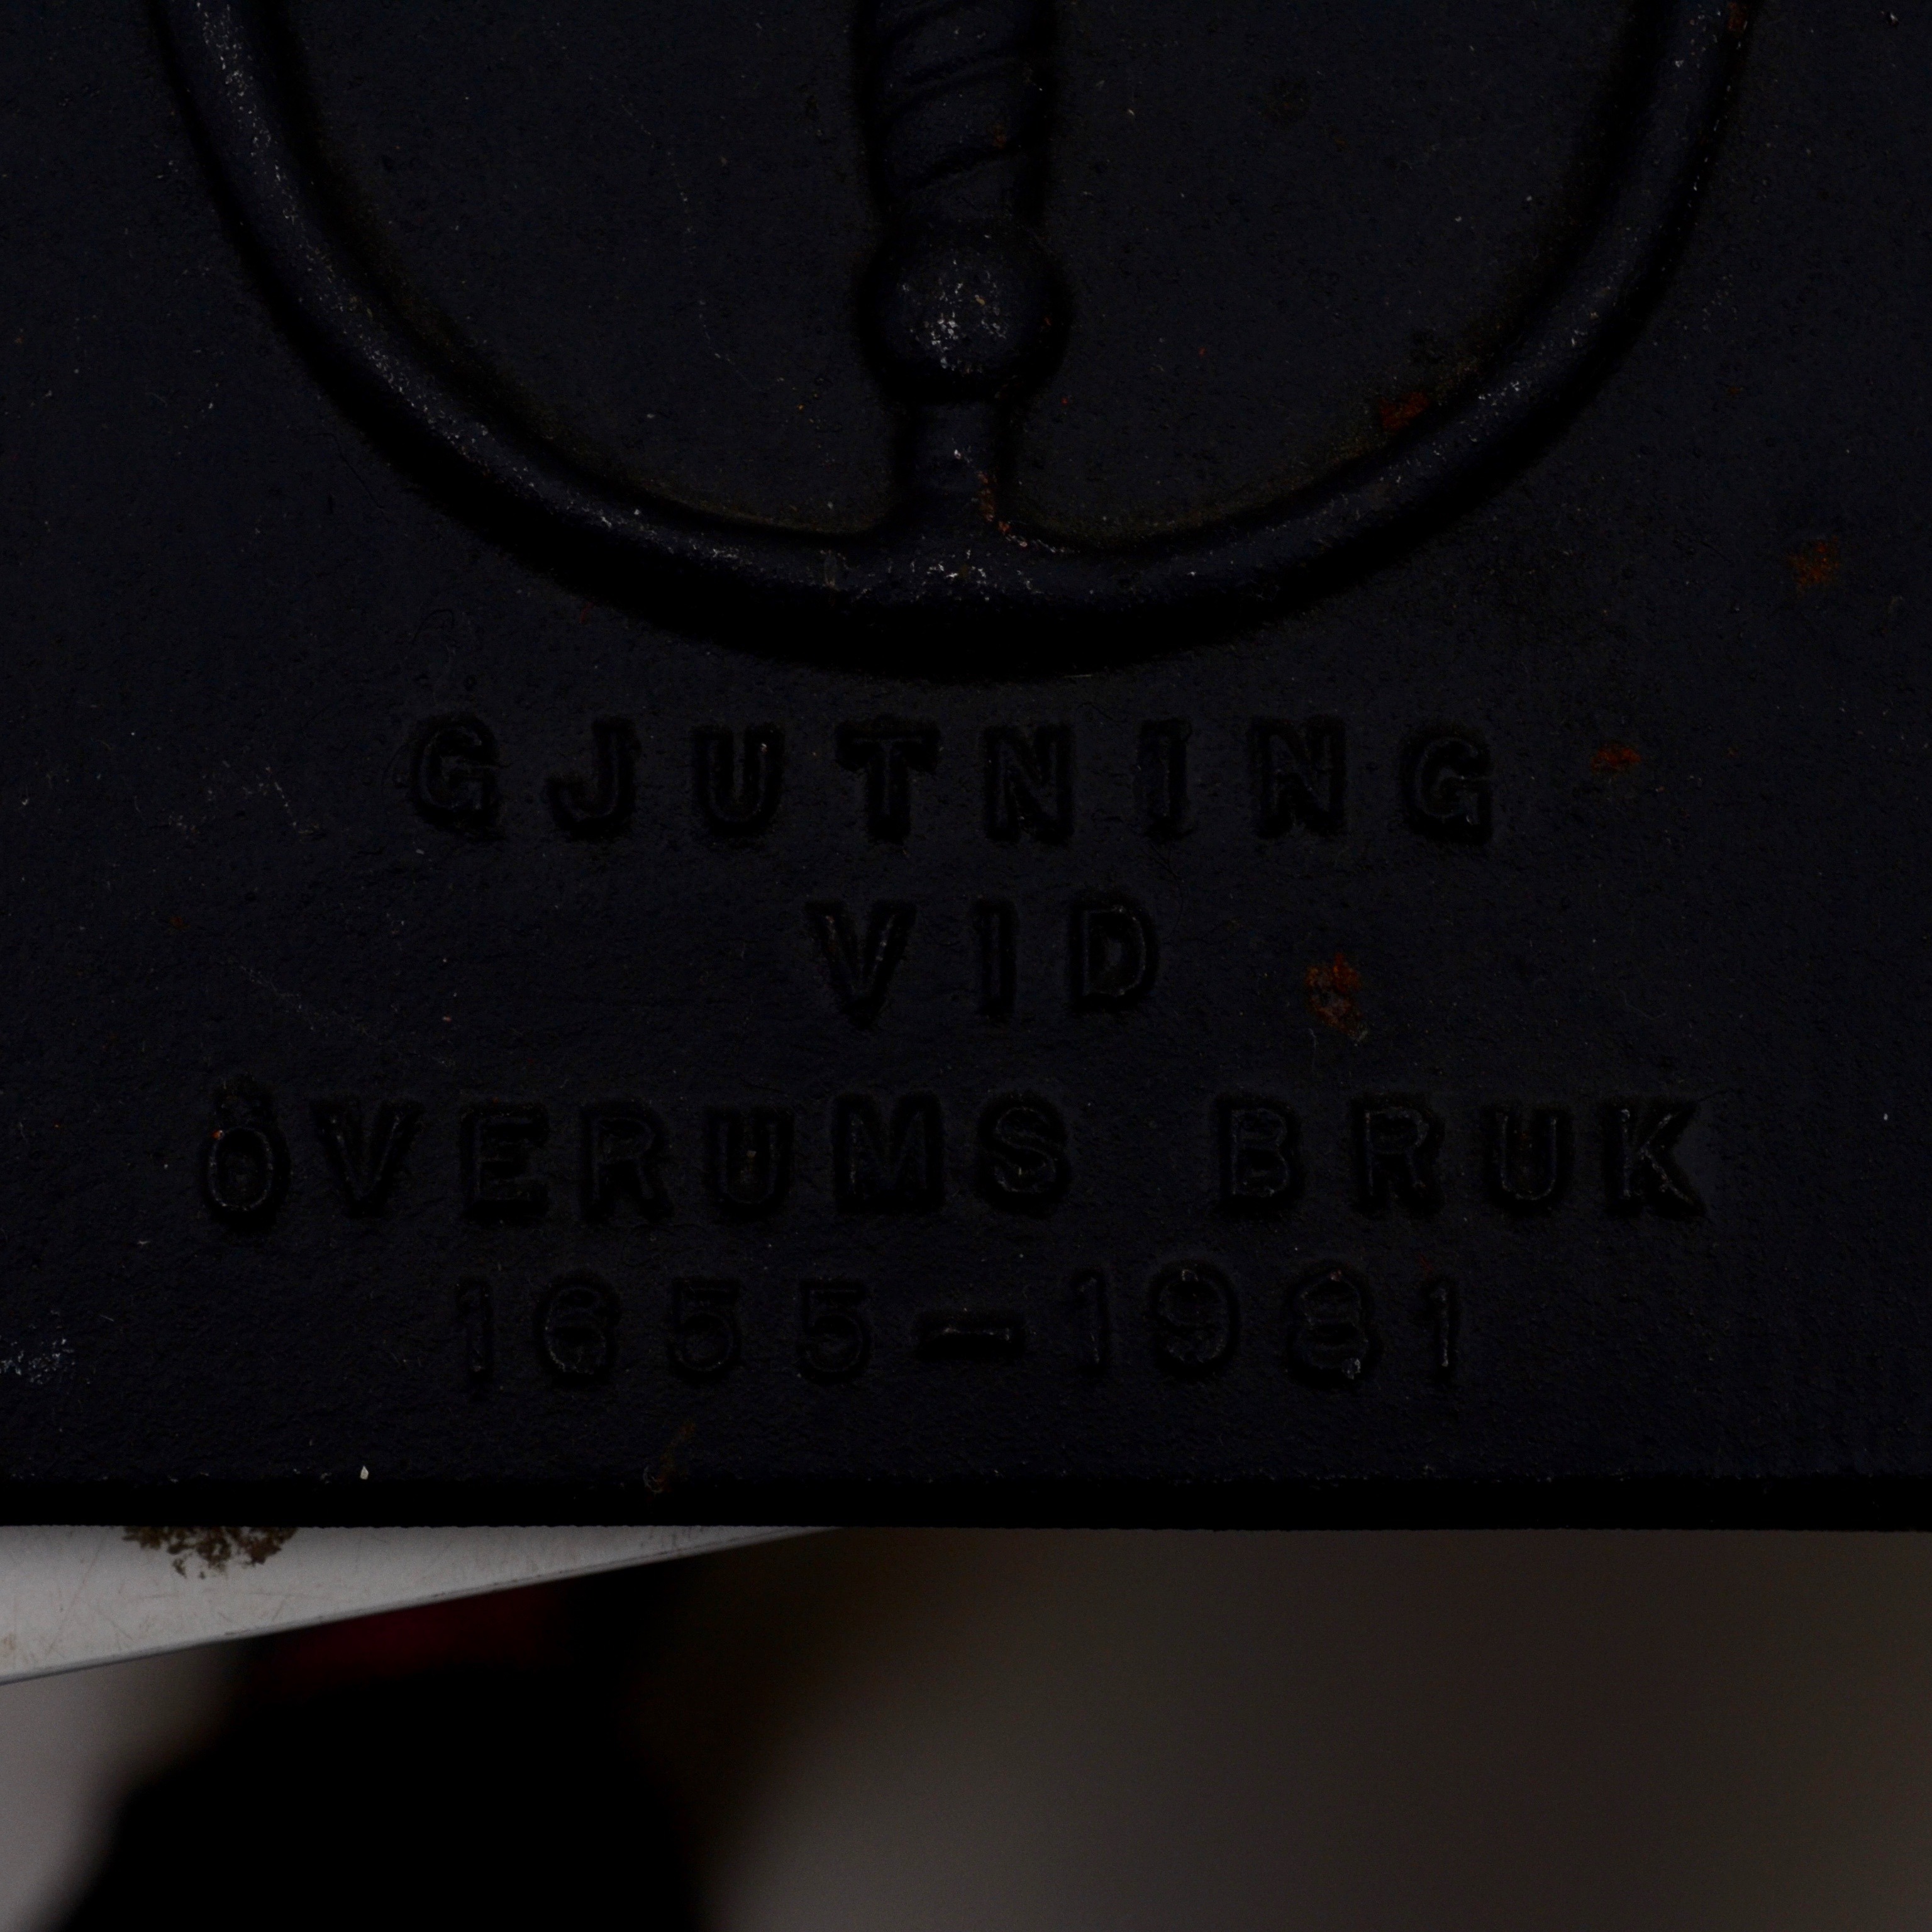 GJUTNING
VID
ÖVERUMS BRUK
1655-1981